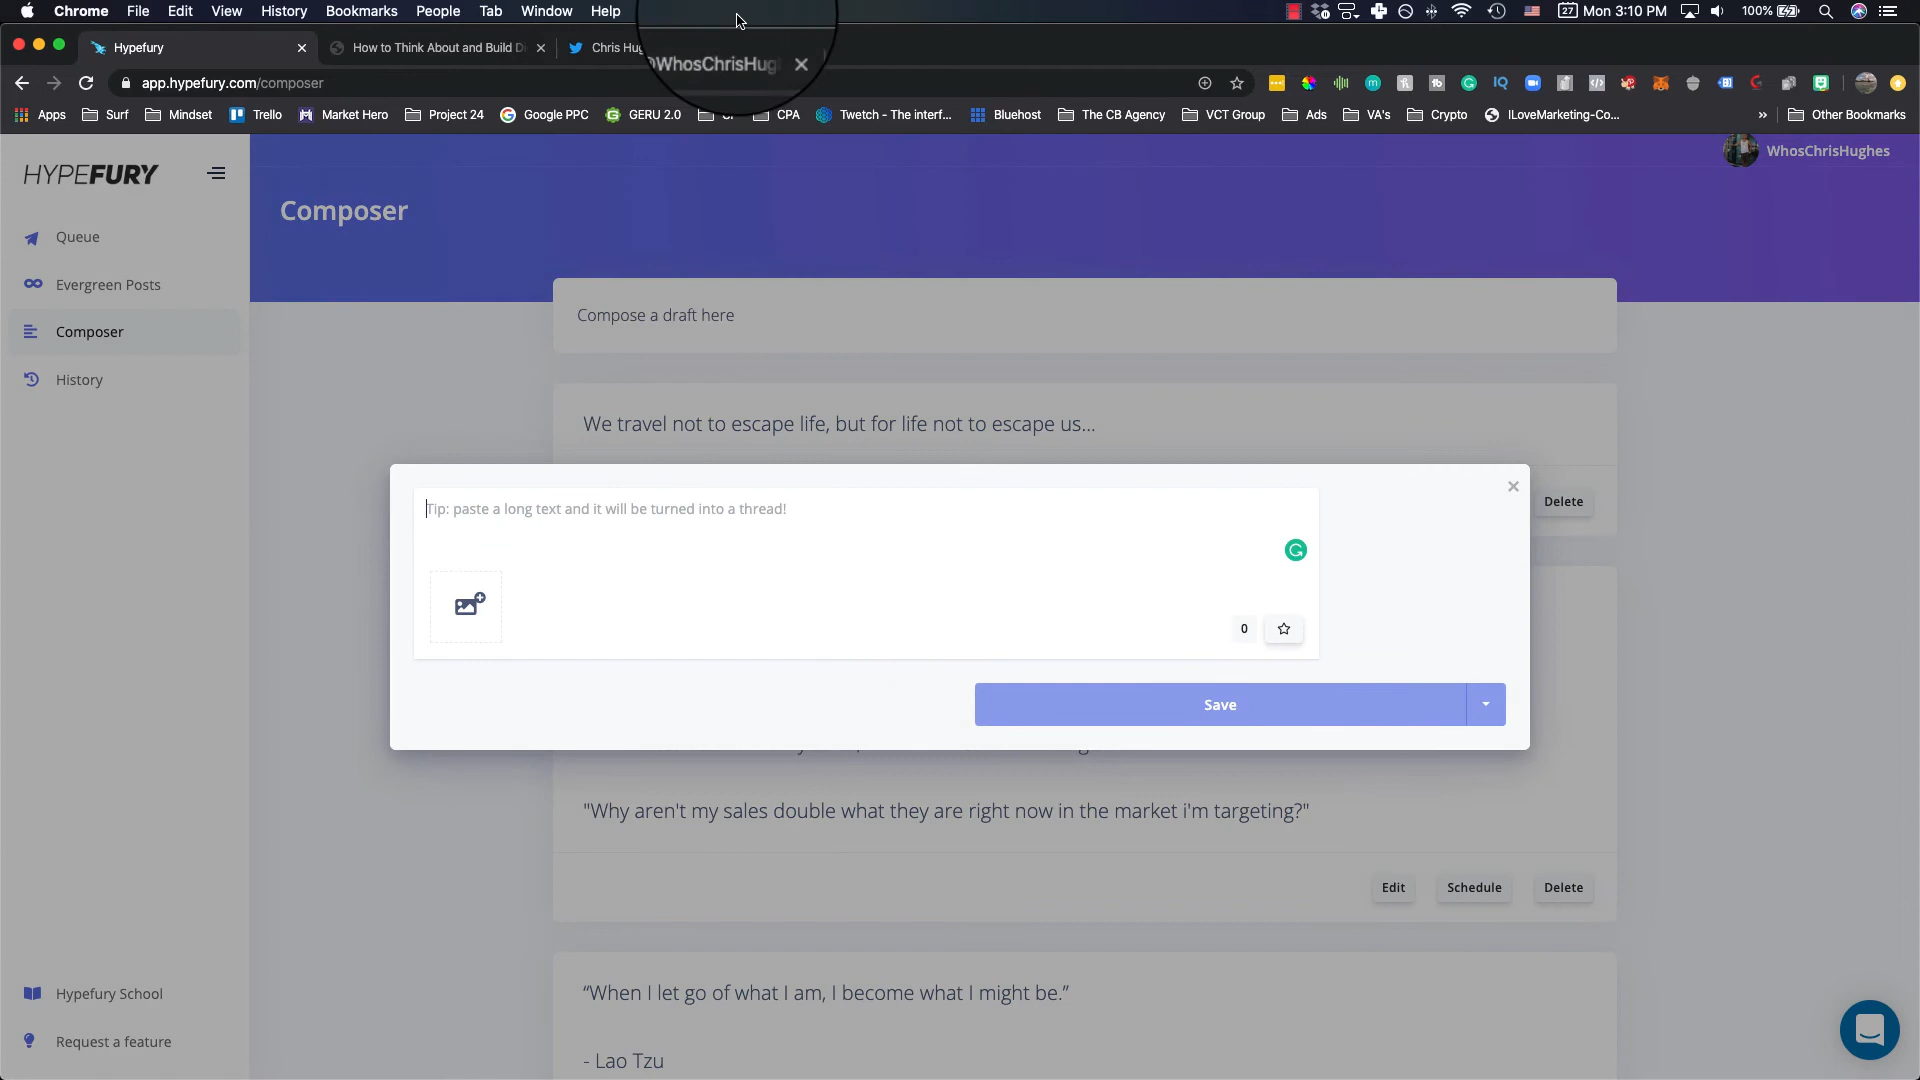 Chrome File Edit View History Bookmarks People Tab Window Help 27 Mon 3:10 PM 100%
Hypefury How to Think About and Build D Chris Hug
@WhosChrisHugh
app.hypefury.com/composer
Apps Surf Mindset Trello Market Hero Project 24 Google PPC GERU 2.0 CPA Twetch - The interf... Bluehost The CB Agency VCT Group Ads VA's Crypto ILoveMarketing-Co... » Other Bookmarks
HYPEFURY
WhosChrisHughes
Composer
Queue
Evergreen Posts
Composer
History
Compose a draft here
We travel not to escape life, but for life not to escape us...
Delete
Tip: paste a long text and it will be turned into a thread!
0
Save
"Why aren't my sales double what they are right now in the market i'm targeting?"
Edit Schedule Delete
“When I let go of what I am, I become what I might be.”
- Lao Tzu
Hypefury School
Request a feature